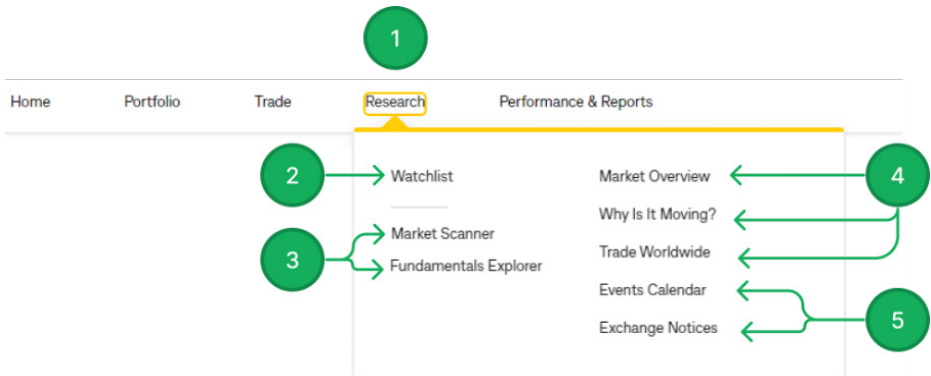 1
Home Portfolio Trade Research Performance & Reports
2
Watchlist
3
Market Scanner
Fundamentals Explorer
Market Overview
Why Is It Moving?
Trade Worldwide
4
Events Calendar
Exchange Notices
5